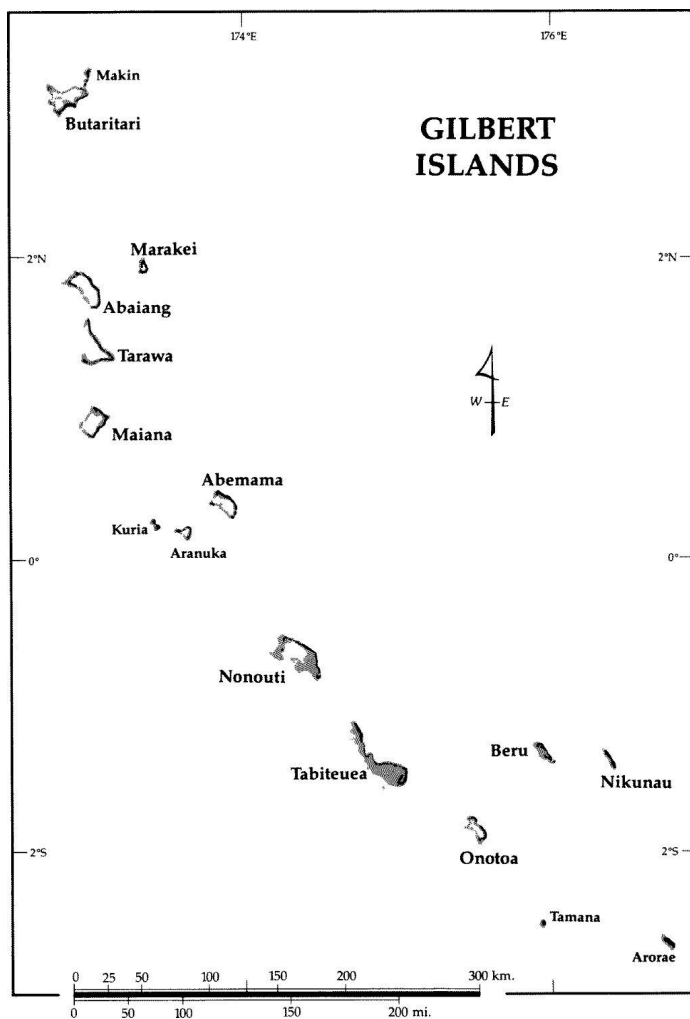 174°E 176°E
Makin
Butaritari
GILBERT
ISLANDS
Marakei
2°N 2°N
Abaiang
Tarawa
W E
Maiana
Abemama
Kuria
Aranuka
0° 0°
Nonouti
Beru
Tabiteuea
Nikunau
2°S 2°S
Onotoa
Tamana
Arorae
0 25 50 100 150 200 300 km.
0 50 100 150 200 mi.